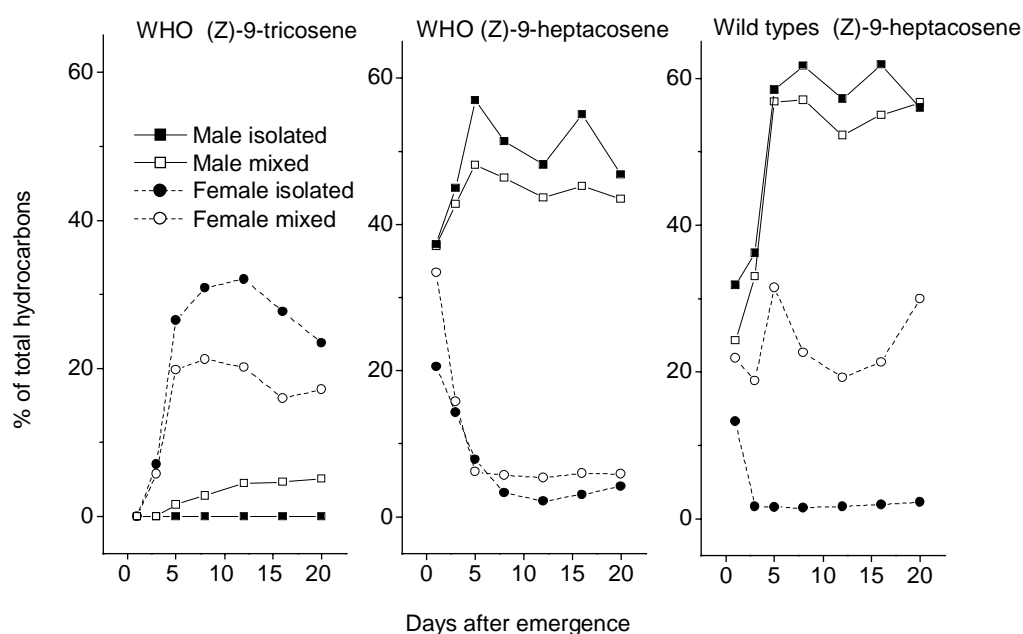 WHO (Z)-9-tricosene
WHO (Z)-9-heptacosene
Wild types (Z)-9-heptacosene
% of total hydrocarbons
60
40
20
0
Male isolated
Male mixed
Female isolated
Female mixed
0 5 10 15 20
60
40
20
0
0 5 10 15 20
60
40
20
0
0 5 10 15 20
Days after emergence